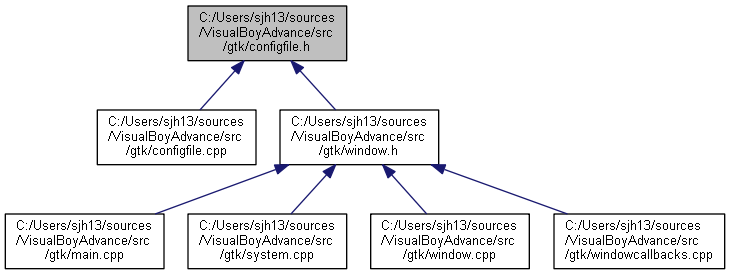 C:/Users/sjh13/sources
/VisualBoyAdvance/src
/gtk/configfile.h
C:/Users/sjh13/sources
/VisualBoyAdvance/src
/gtk/configfile.cpp
C:/Users/sjh13/sources
/VisualBoyAdvance/src
/gtk/window.h
C:/Users/sjh13/sources
/VisualBoyAdvance/src
/gtk/main.cpp
C:/Users/sjh13/sources
/VisualBoyAdvance/src
/gtk/system.cpp
C:/Users/sjh13/sources
/VisualBoyAdvance/src
/gtk/window.cpp
C:/Users/sjh13/sources
/VisualBoyAdvance/src
/gtk/windowcallbacks.cpp